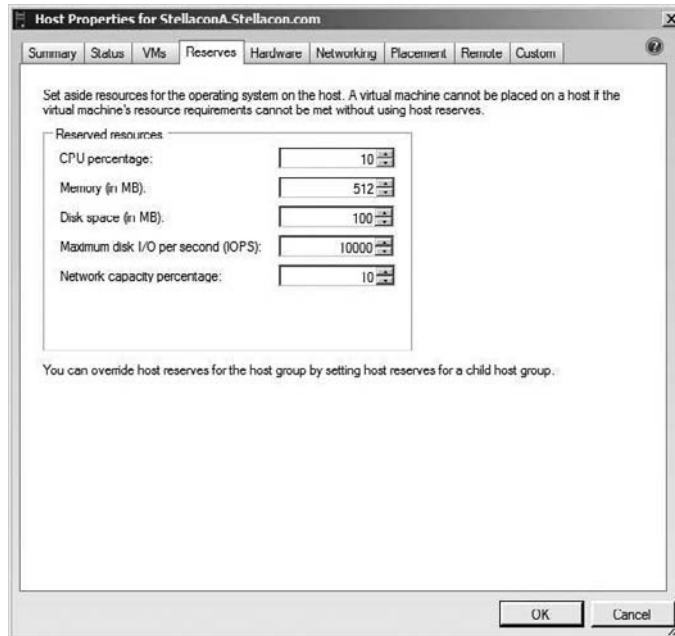 Host Properties for StellaconA.Stellacon.com
Summary Status VMs Reserves Hardware Networking Placement Remote Custom
Set aside resources for the operating system on the host. A virtual machine cannot be placed on a host if the
virtual machine's resource requirements cannot be met without using host reserves.
Reserved resources
CPU percentage: 10
Memory (in MB). 512
Disk space (in MB). 100
Maximum disk I/O per second (IOPS): 10000
Network capacity percentage: 10
You can override host reserves for the host group by setting host reserves for a child host group.
OK Cancel